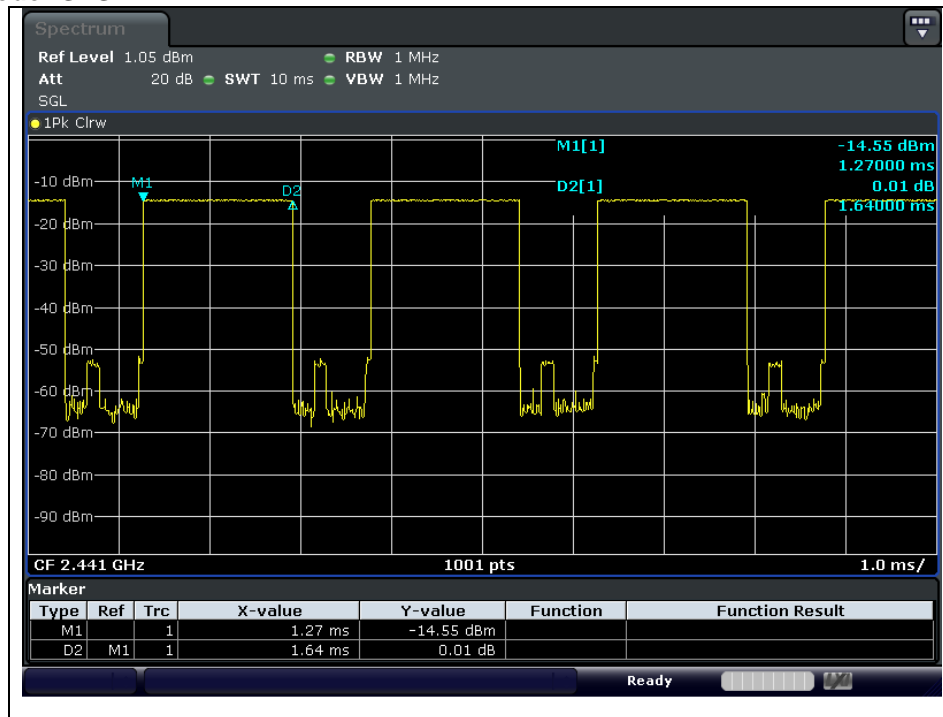 Spectrum
Ref Level 1.05 dBm RBW 1 MHz
Att 20 dB SWT 10 ms VBW 1 MHz
SGL
1Pk Clrw
M1[1] -14.55 dBm
1.27000 ms
D2[1] 0.01 dB
1.64000 ms
M1
D2
-10 dBm
-20 dBm
-30 dBm
-40 dBm
-50 dBm
-60 dBm
-70 dBm
-80 dBm
-90 dBm
CF 2.441 GHz 1001 pts 1.0 ms/
Marker
Type Ref Trc X-value Y-value Function Function Result
M1 1 1.27 ms -14.55 dBm
D2 M1 1 1.64 ms 0.01 dB
Ready